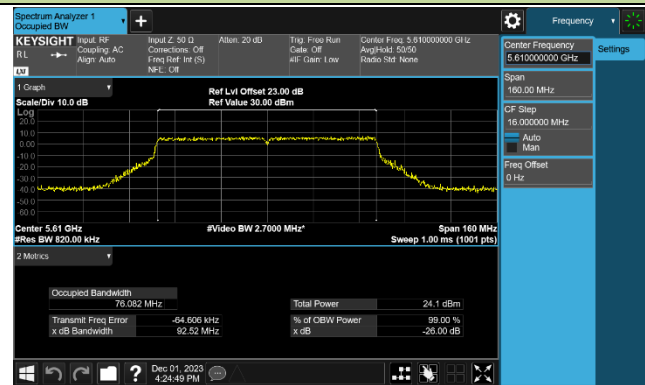 Spectrum Analyzer 1
Occupied BW
Frequency
KEYSIGHT
Input: RF
Input Z: 50 Ω
Atten: 20 dB
Trig: Free Run
Center Freq: 5.610000000 GHz
RL
Coupling: AC
Corrections: Off
Gate: Off
Avg|Hold: 50/50
Align: Auto
Freq Ref: Int (S)
#IF Gain: Low
Radio Std: None
LXI
NFE: Off
Center Frequency
5.610000000 GHz
Settings
Span
160.00 MHz
CF Step
16.000000 MHz
Auto
Man
Freq Offset
0 Hz
1 Graph
Ref Lvl Offset 23.00 dB
Scale/Div 10.0 dB
Ref Value 30.00 dBm
Log
20.0
10.0
0.00
-10.0
-20.0
-30.0
-40.0
-50.0
-60.0
Center 5.61 GHz
#Video BW 2.7000 MHz*
Span 160 MHz
#Res BW 820.00 kHz
Sweep 1.00 ms (1001 pts)
2 Metrics
Occupied Bandwidth
76.082 MHz
Total Power
24.1 dBm
Transmit Freq Error
-64.606 kHz
% of OBW Power
99.00 %
x dB Bandwidth
92.52 MHz
x dB
-26.00 dB
Dec 01, 2023
4:24:49 PM